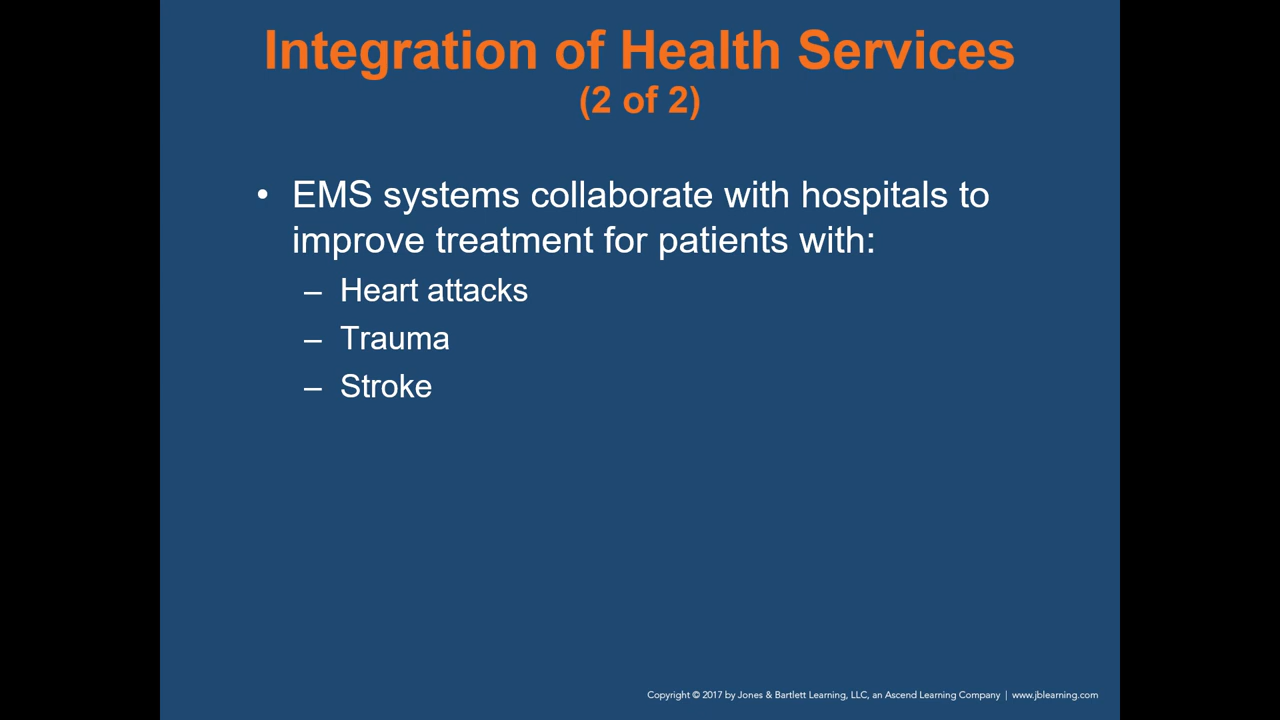 Integration of Health Services
(2 of 2)
• EMS systems collaborate with hospitals to
improve treatment for patients with:
– Heart attacks
– Trauma
– Stroke
Copyright © 2017 by Jones & Bartlett Learning, LLC, an Ascend Learning Company | www.jblearning.com